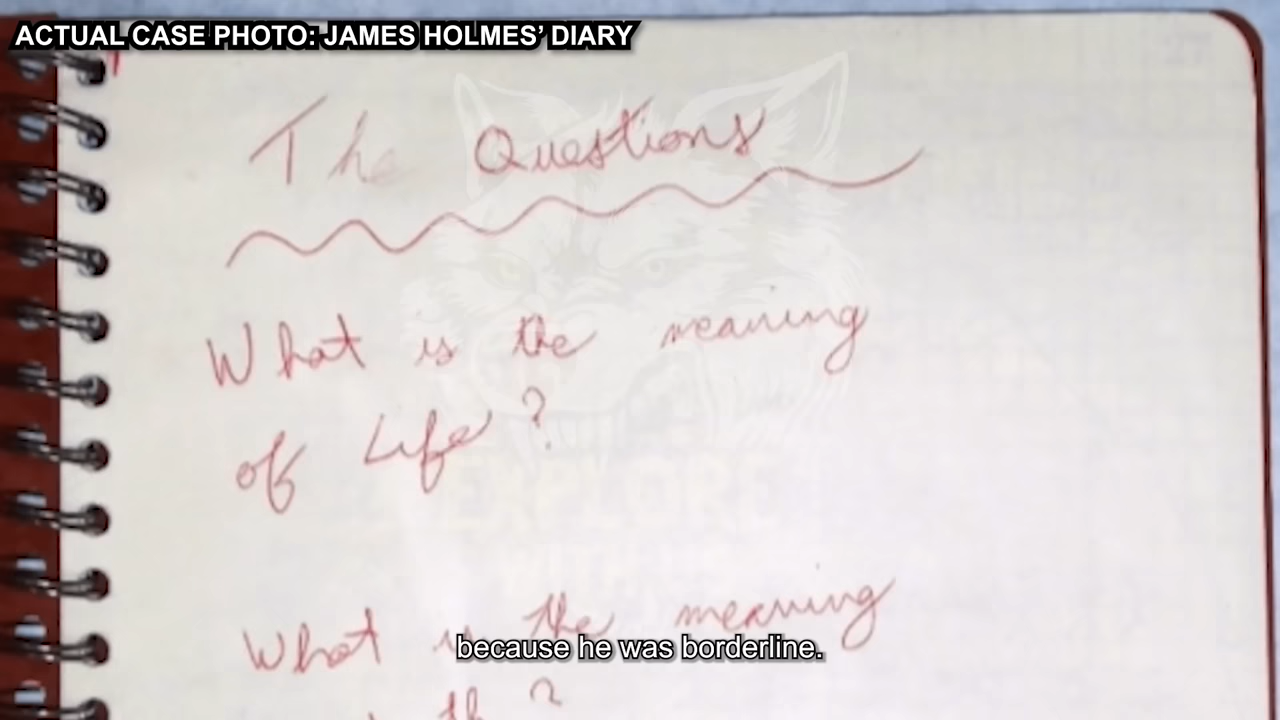 ACTUAL CASE PHOTO: JAMES HOLMES' DIARY
The Questions
What is the meaning
of Life?
What is the meaning
because he was borderline.
?